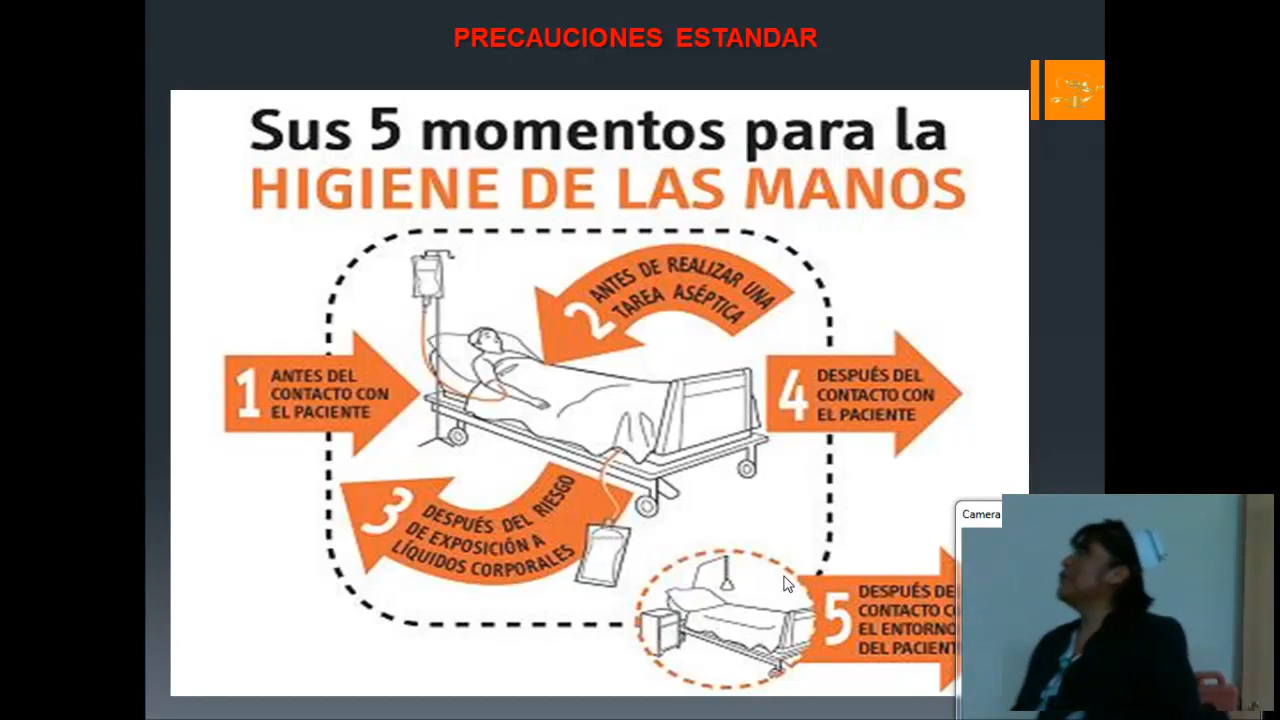 PRECAUCIONES ESTANDAR
Sus 5 momentos para la
HIGIENE DE LAS MANOS
1 ANTES DEL
CONTACTO CON
EL PACIENTE
2 ANTES DE REALIZAR UNA
TAREA ASÉPTICA
3 DESPUÉS DEL RIESGO
DE EXPOSICIÓN A
LÍQUIDOS CORPORALES
4 DESPUÉS DEL
CONTACTO CON
EL PACIENTE
5 DESPUÉS DE
CONTACTO C
EL ENTORNO
DEL PACIENT
Camera